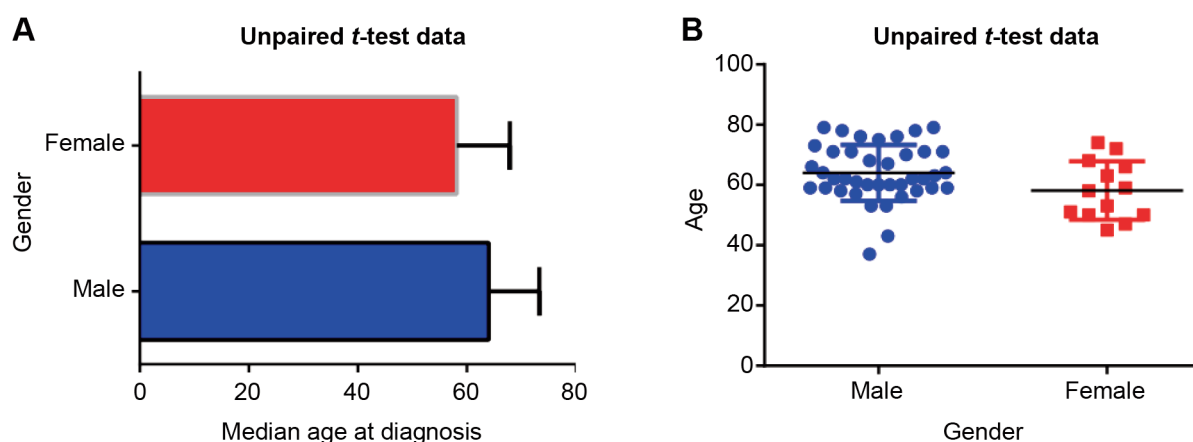 A
Unpaired t-test data
Gender
Female
Male
0 20 40 60 80
Median age at diagnosis
B
Unpaired t-test data
Age
100
80
60
40
20
0
Male Female
Gender